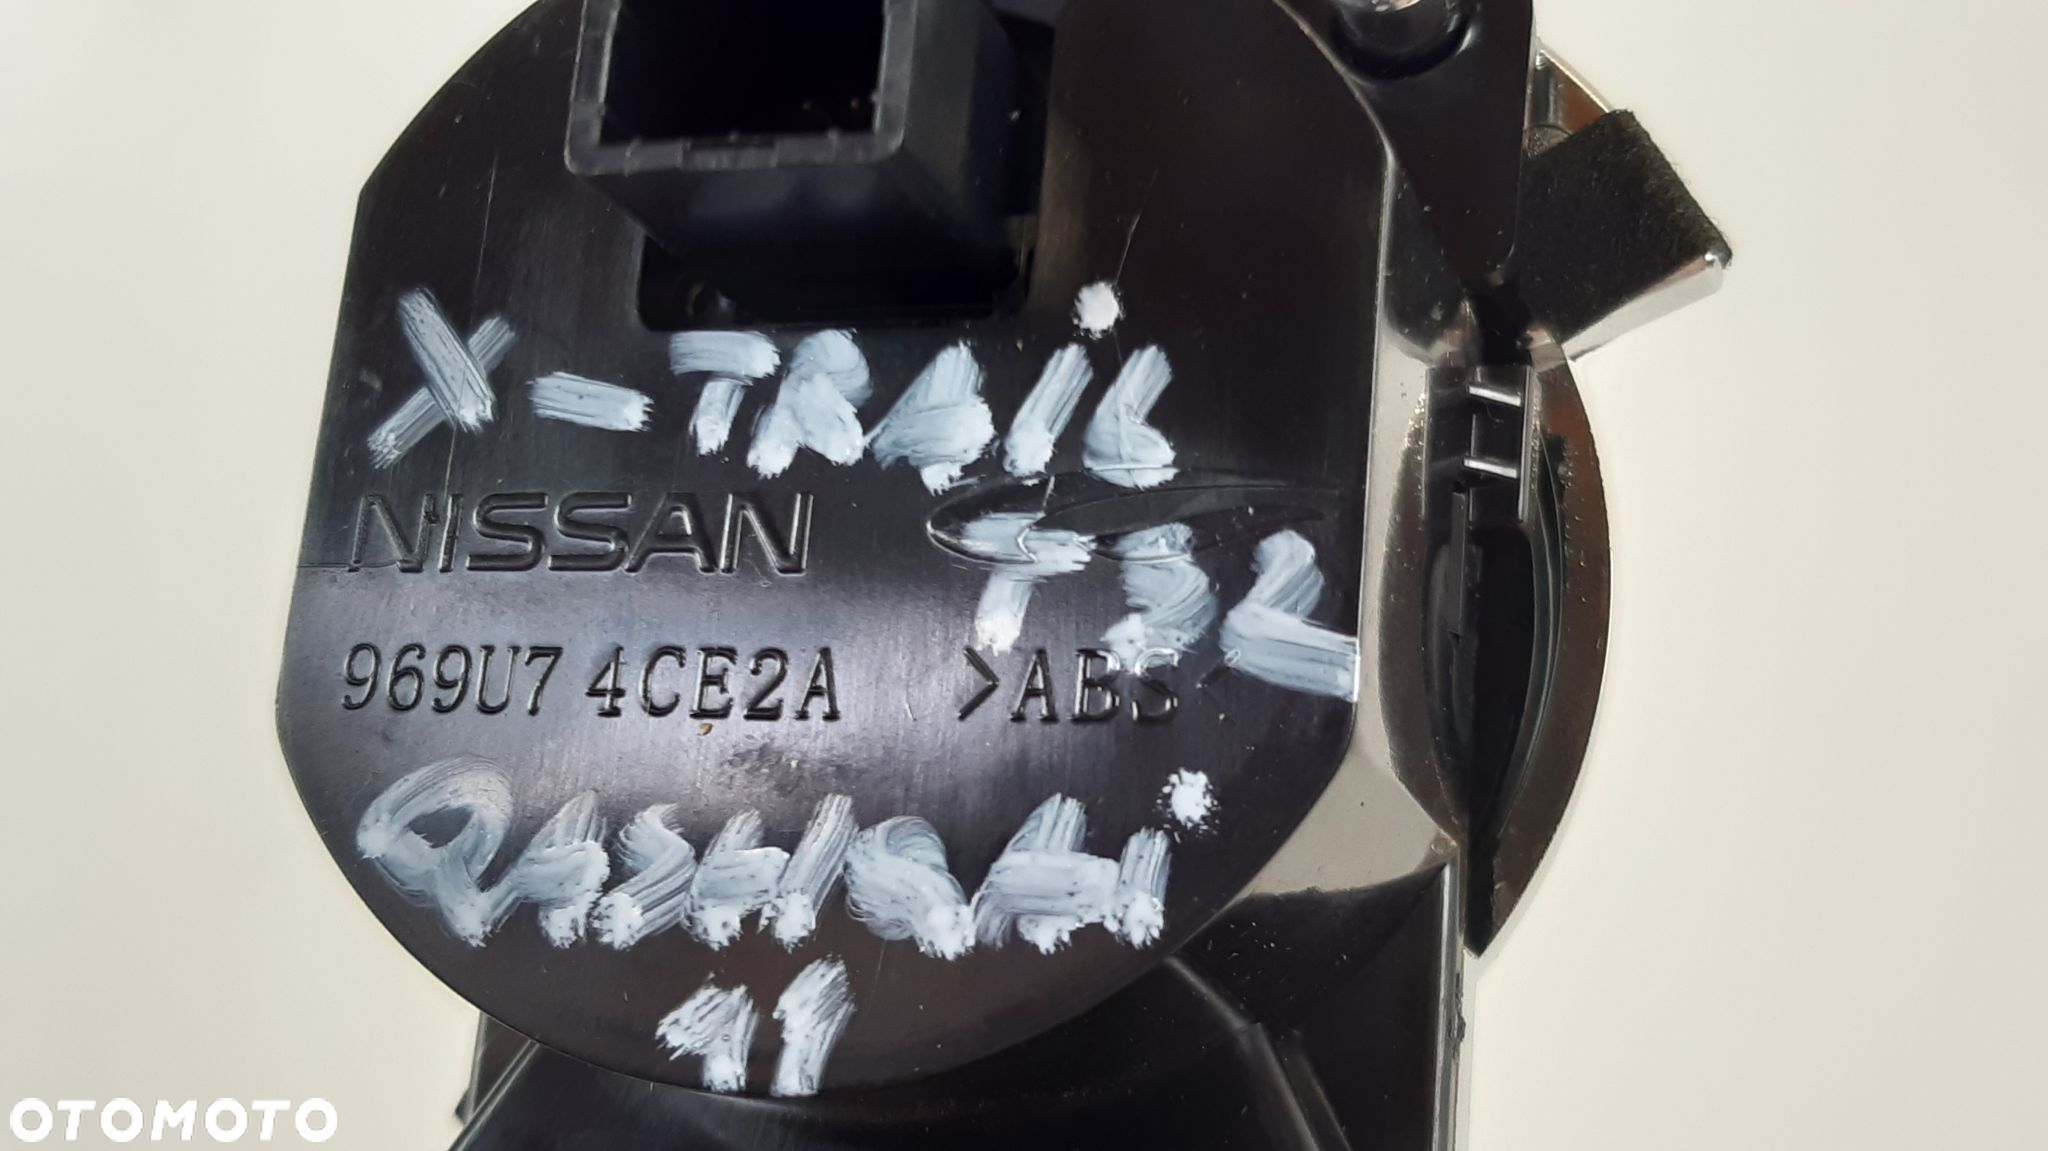 X-TRAIL
NISSAN
T32
969U7 4CE2A >ABS<
QASHQAI
11
OTOMOTO